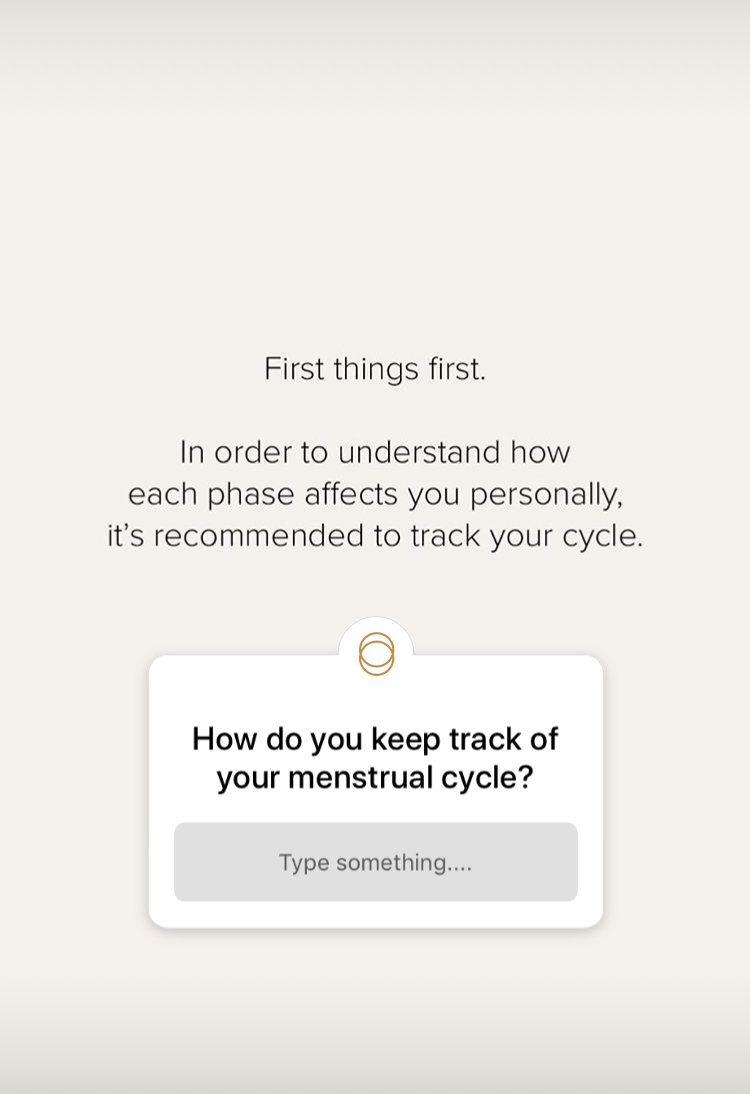 First things first.
In order to understand how
each phase affects you personally,
it’s recommended to track your cycle.
How do you keep track of
your menstrual cycle?
Type something....